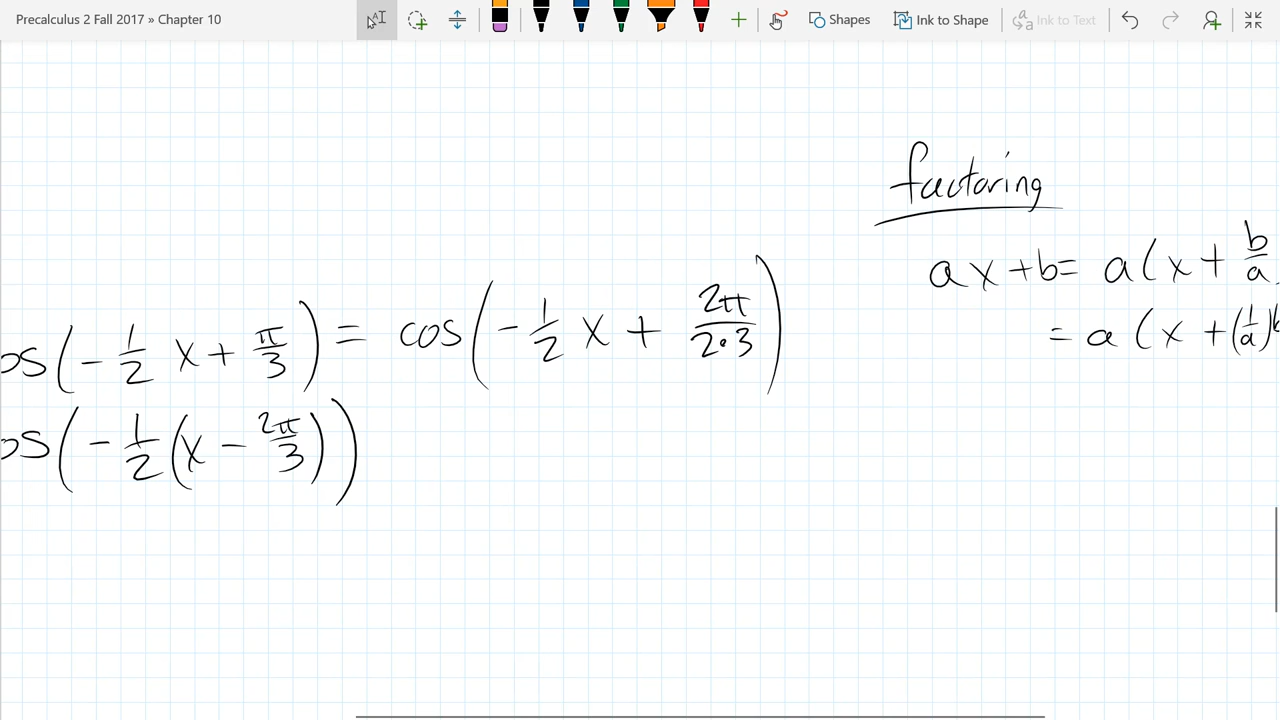 Precalculus 2 Fall 2017 » Chapter 10
Shapes
Ink to Shape
Ink to Text
factoring
ax + b = a(x + b/a
= a(x + (1/a)b
os(-1/2 x + π/3) = cos(-1/2 x + 2π/(2•3))
os(-1/2(x - 2π/3))